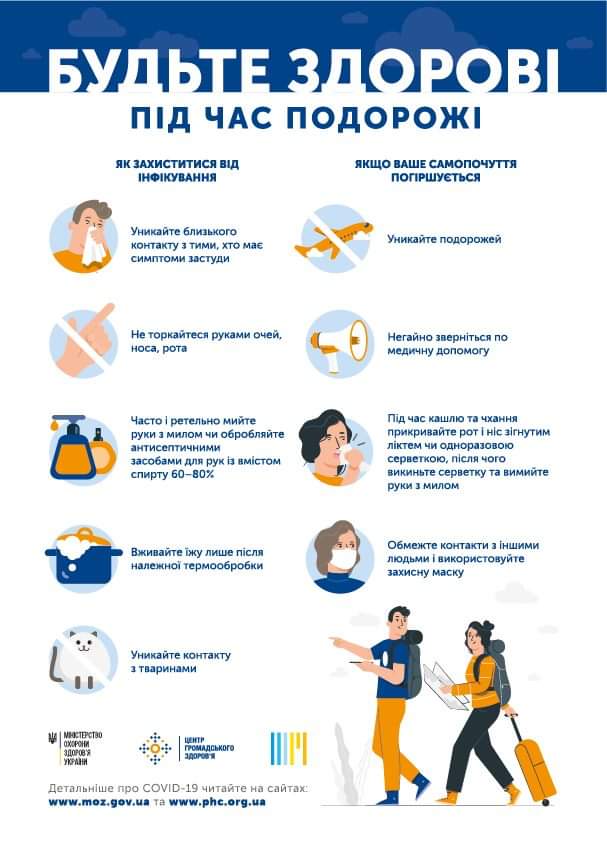 БУДЬТЕ ЗДОРОВІ
ПІД ЧАС ПОДОРОЖІ
ЯК ЗАХИСТИТИСЯ ВІД
ІНФІКУВАННЯ
Уникайте близького
контакту з тими, хто має
симптоми застуди
Не торкайтеся руками очей,
носа, рота
Часто і ретельно мийте
руки з милом чи обробляйте
антисептичними
засобами для рук із вмістом
спирту 60–80%
Вживайте їжу лише після
належної термообробки
Уникайте контакту
з тваринами
ЯКЩО ВАШЕ САМОПОЧУТТЯ
ПОГІРШУЄТЬСЯ
Уникайте подорожей
Негайно зверніться по
медичну допомогу
Під час кашлю та чхання
прикривайте рот і ніс зігнутим
ліктем чи одноразовою
серветкою, після чого
викиньте серветку та вимийте
руки з милом
Обмежте контакти з іншими
людьми і використовуйте
захисну маску
МІНІСТЕРСТВО
ОХОРОНИ
ЗДОРОВ'Я
УКРАЇНИ
ЦЕНТР
ГРОМАДСЬКОГО
ЗДОРОВ'Я
Детальніше про COVID-19 читайте на сайтах:
www.moz.gov.ua та www.phc.org.ua